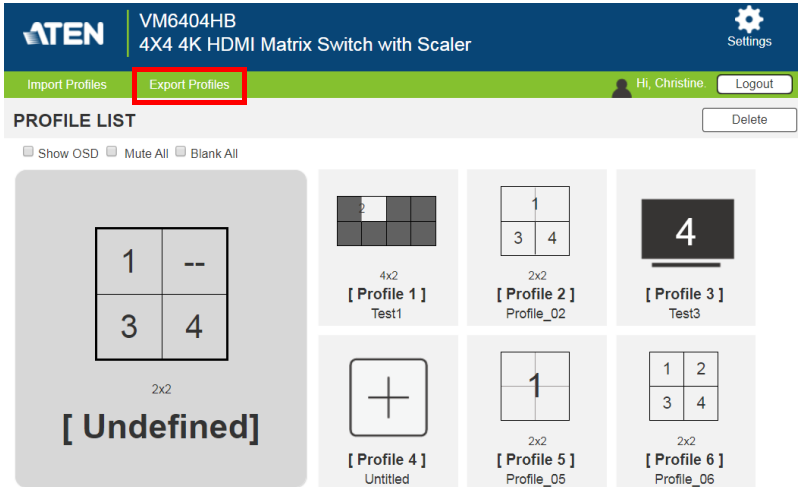 ATEN
VM6404HB
4X4 4K HDMI Matrix Switch with Scaler
Settings
Import Profiles Export Profiles Hi, Christine. Logout
PROFILE LIST Delete
Show OSD Mute All Blank All
1 --
3 4
2x2
[ Undefined]
2
4x2
[ Profile 1 ]
Test1
1
3 4
2x2
[ Profile 2 ]
Profile_02
4
[ Profile 3 ]
Test3
[ Profile 4 ]
Untitled
1
2x2
[ Profile 5 ]
Profile_05
1 2
3 4
2x2
[ Profile 6 ]
Profile_06